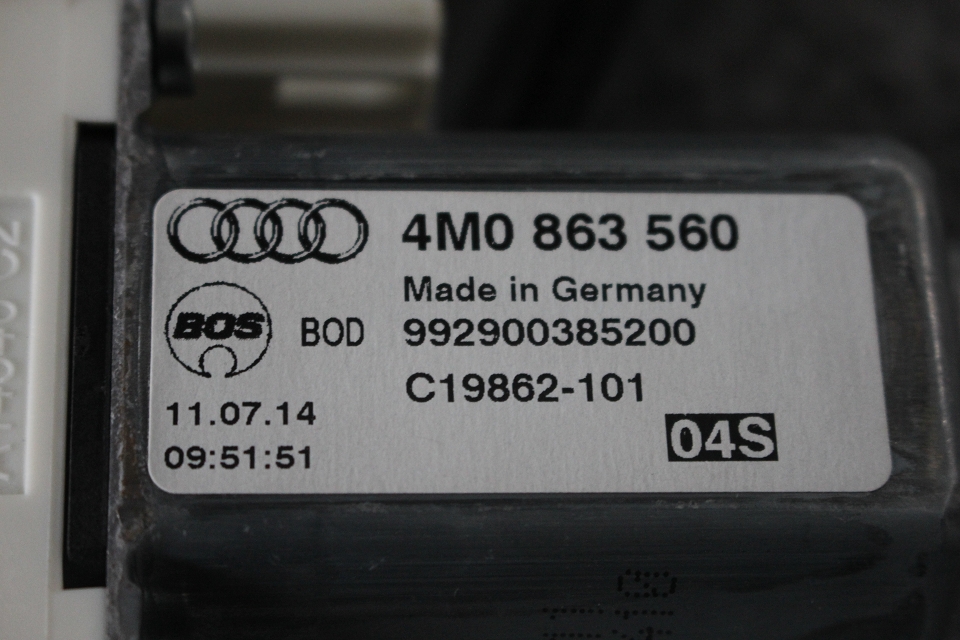 4M0 863 560
Made in Germany
BOS BOD 992900385200
C19862-101
11.07.14
04S
09:51:51